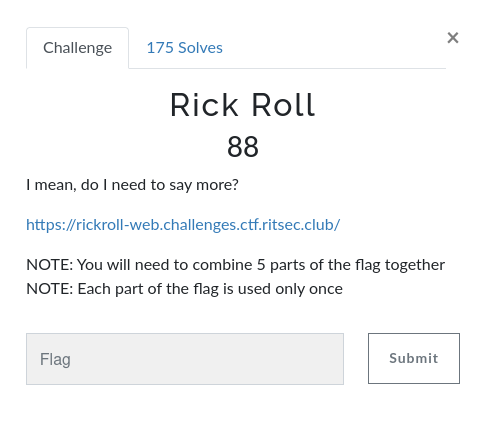 Challenge
175 Solves
×
Rick Roll
88
I mean, do I need to say more?
https://rickroll-web.challenges.ctf.ritsec.club/
NOTE: You will need to combine 5 parts of the flag together
NOTE: Each part of the flag is used only once
Flag
Submit